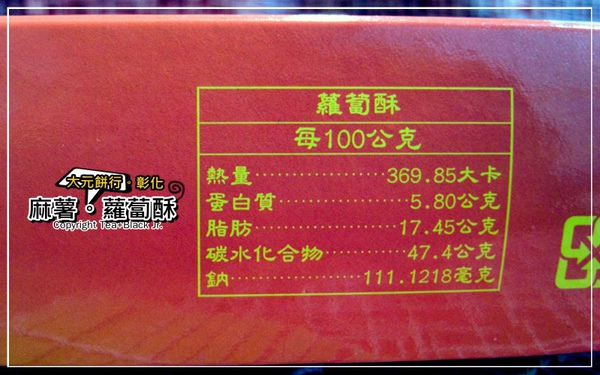 蘿蔔酥
每100公克
熱量··················369.85大卡
蛋白質··················5.80公克
脂肪····················17.45公克
碳水化合物············47.4公克
鈉··················111.1218毫克
大元餅行·彰化
麻薯。蘿蔔酥
Copyright Tea+Black Jr.